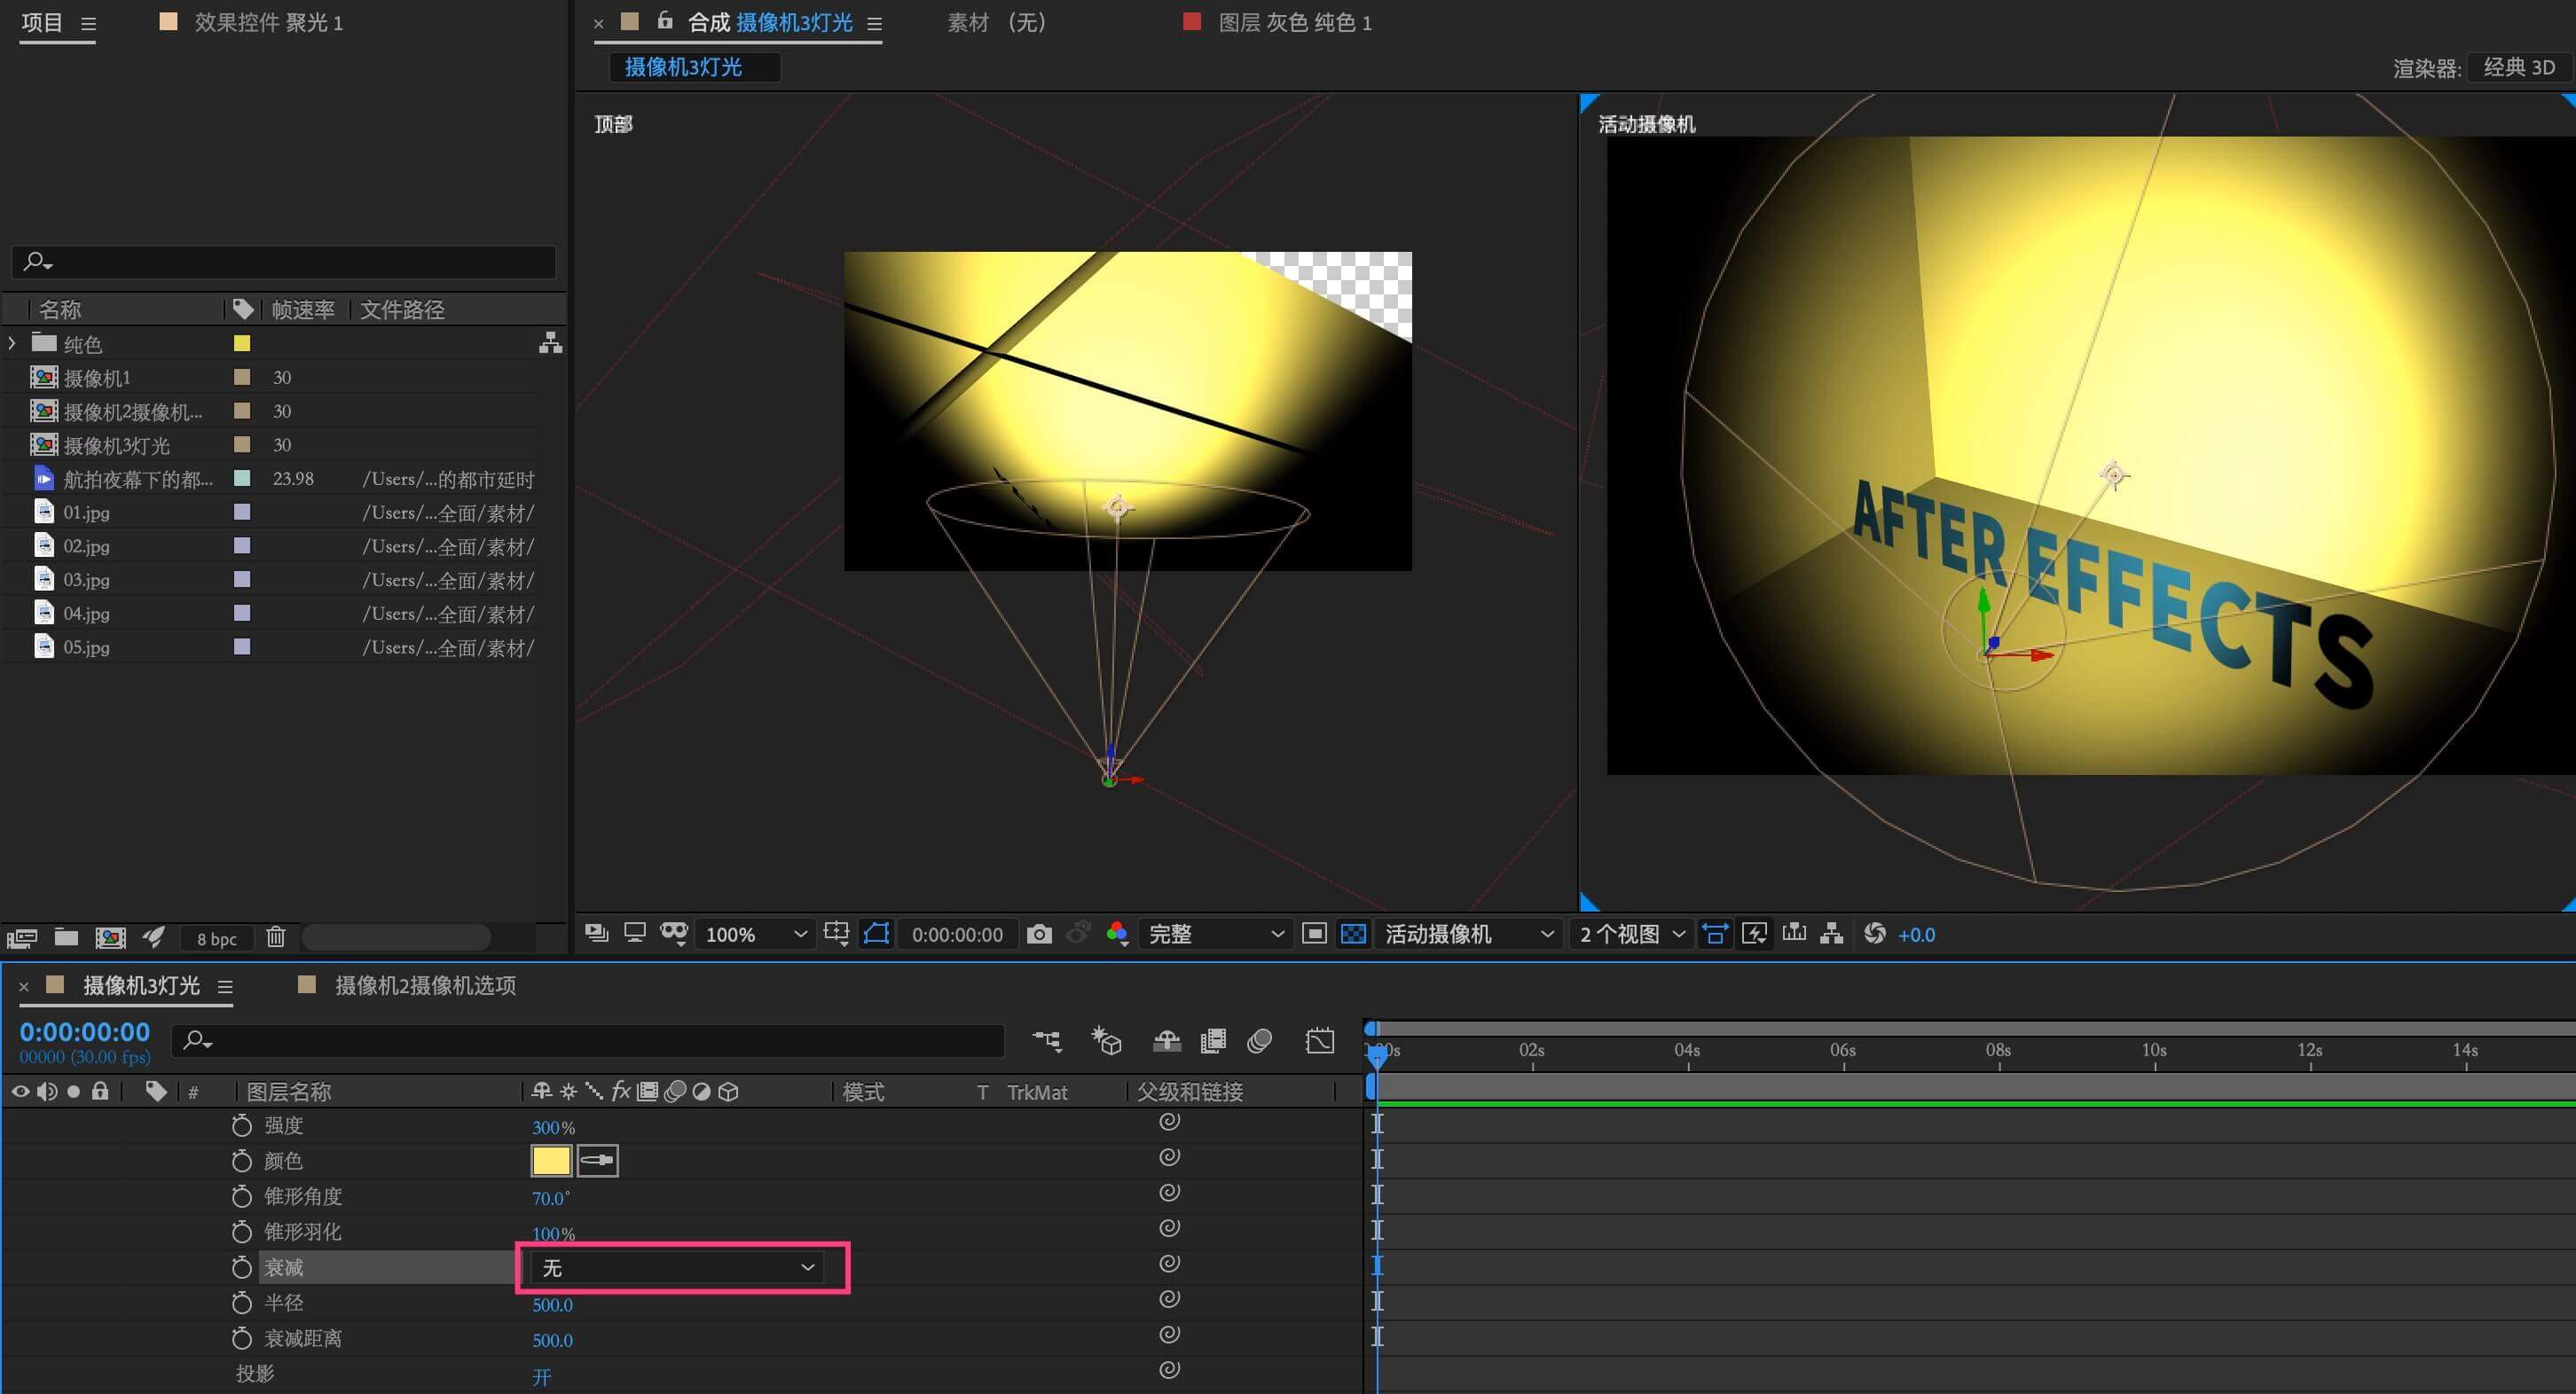 项目
效果控件 聚光 1
合成 摄像机3灯光
素材 （无）
图层 灰色 纯色 1
摄像机3灯光
渲染器: 经典 3D
顶部
活动摄像机
AFTER EFFECTS
名称 帧速率 文件路径
纯色
摄像机1 30
摄像机2摄像机... 30
摄像机3灯光 30
航拍夜幕下的都... 23.98 /Users/...的都市延时
01.jpg /Users/...全面/素材/
02.jpg /Users/...全面/素材/
03.jpg /Users/...全面/素材/
04.jpg /Users/...全面/素材/
05.jpg /Users/...全面/素材/
8 bpc
100% 0:00:00:00 完整 活动摄像机 2 个视图 +0.0
摄像机3灯光 摄像机2摄像机选项
0:00:00:00
00000 (30.00 fps)
02s 04s 06s 08s 10s 12s 14s
# 图层名称 fx 模式 T TrkMat 父级和链接
强度 300%
颜色
锥形角度 70.0°
锥形羽化 100%
衰减 无
半径 500.0
衰减距离 500.0
投影 开